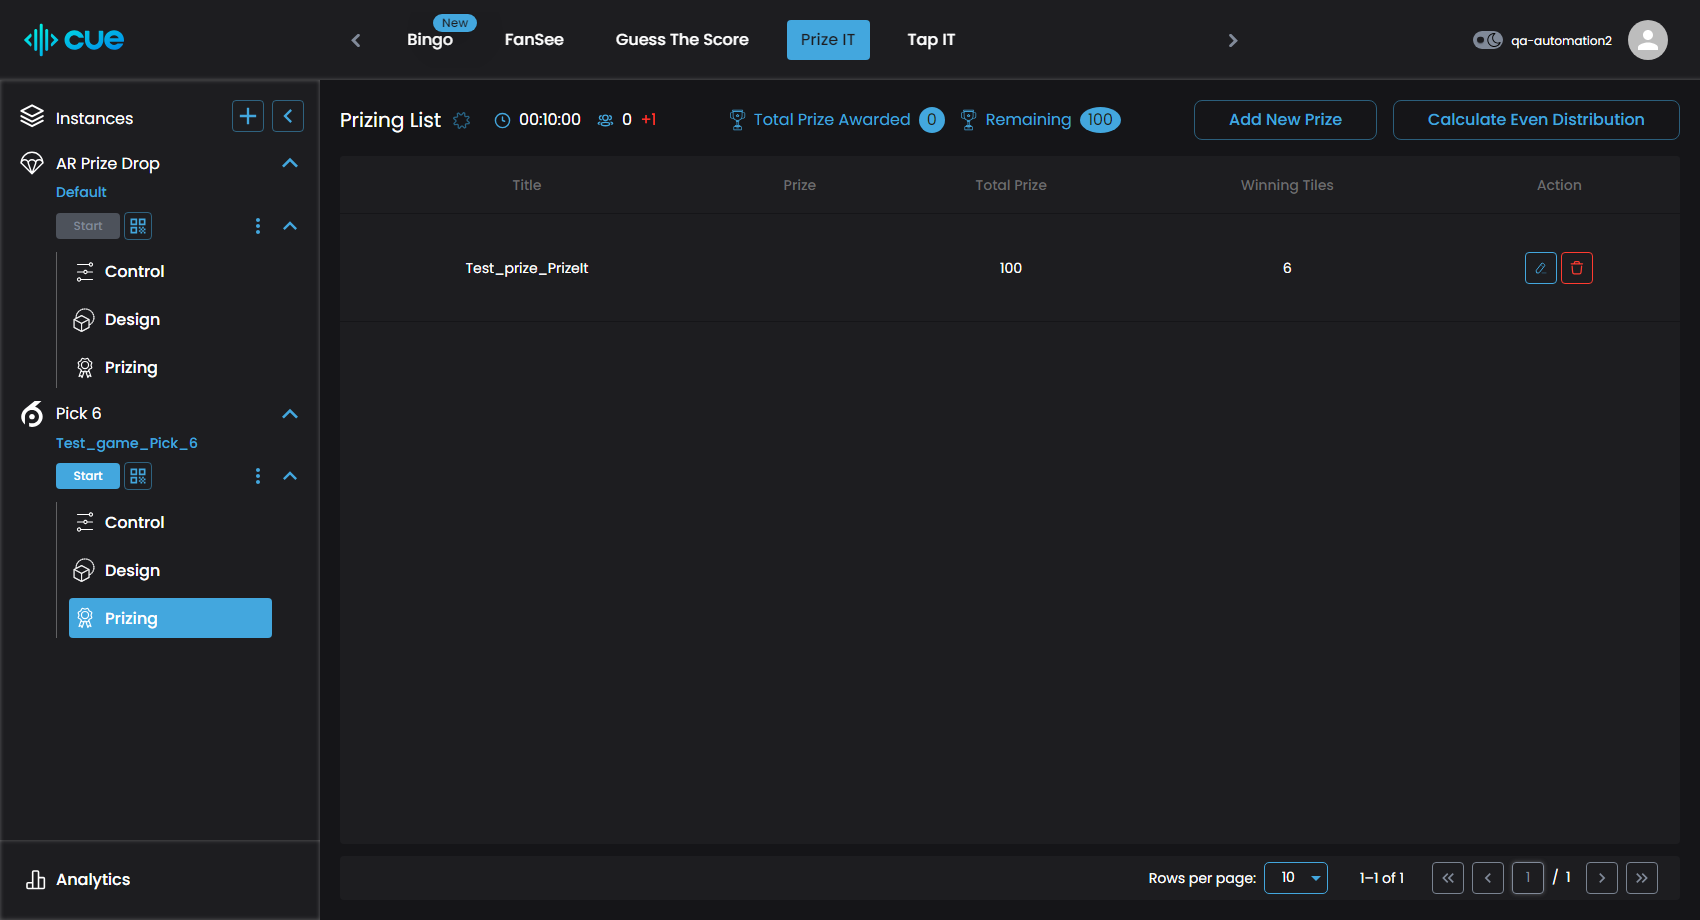 cue
New
Bingo
FanSee
Guess The Score
Prize IT
Tap IT
qa-automation2
Instances
AR Prize Drop
Default
Start
Control
Design
Prizing
Pick 6
Test_game_Pick_6
Start
Control
Design
Prizing
Analytics
Prizing List
00:10:00
0 +1
Total Prize Awarded 0
Remaining 100
Add New Prize
Calculate Even Distribution
Title Prize Total Prize Winning Tiles Action
Test_prize_PrizeIt 100 6
Rows per page: 10 1–1 of 1 1 / 1